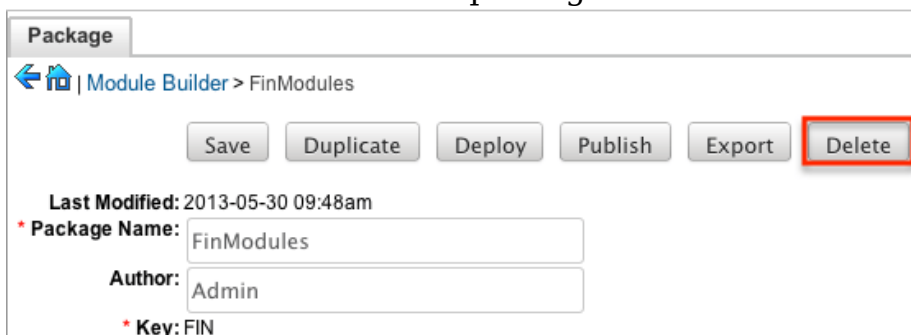 Package
| Module Builder > FinModules
Save Duplicate Deploy Publish Export Delete
Last Modified: 2013-05-30 09:48am
* Package Name: FinModules
Author: Admin
* Key: FIN